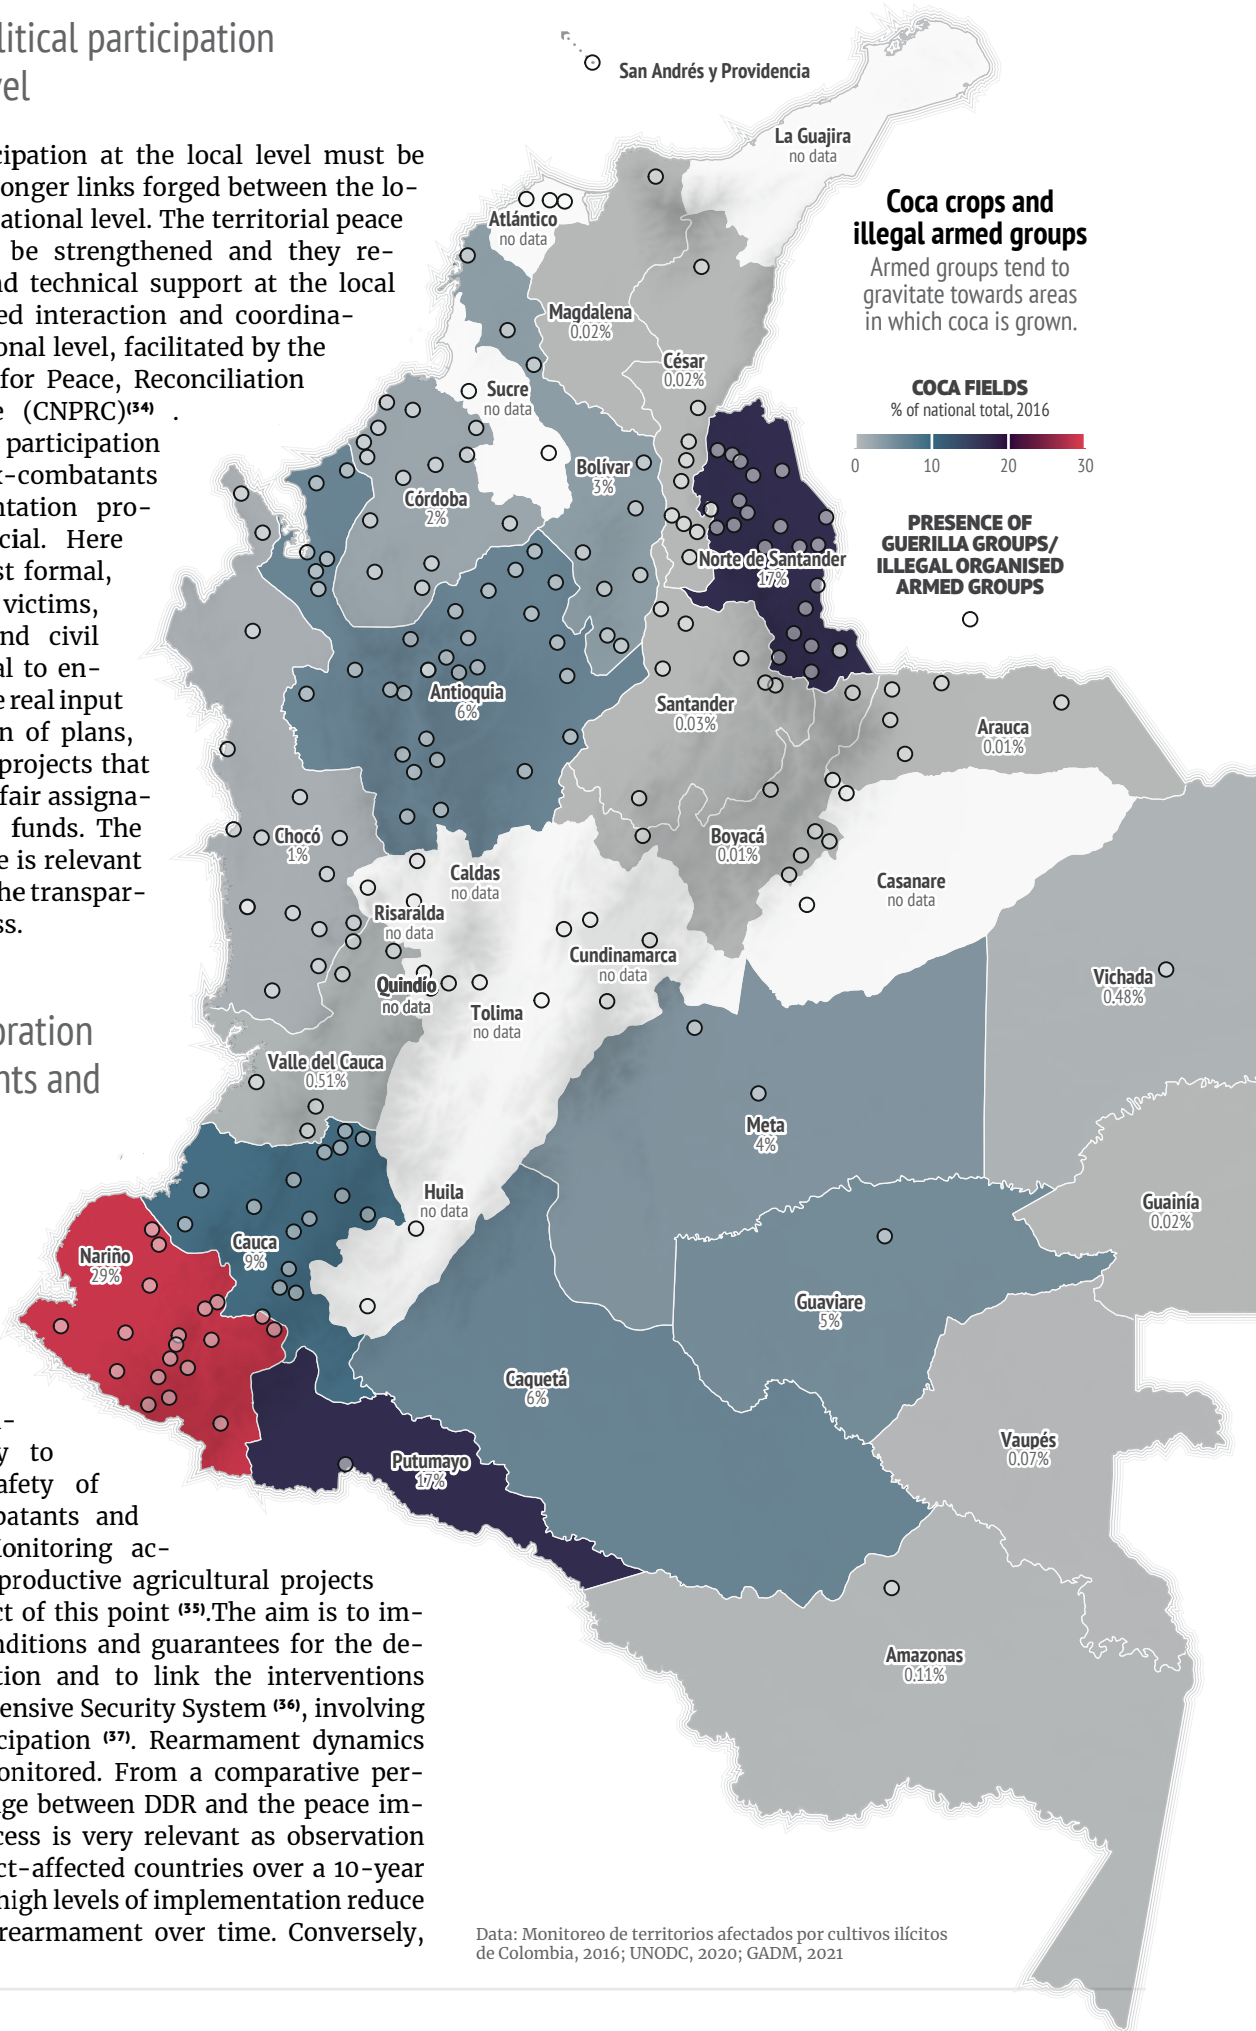 litical participation
vel
cipation at the local level must be
onger links forged between the lo-
ational level. The territorial peace
be strengthened and they re-
nd technical support at the local
ed interaction and coordina-
onal level, facilitated by the
for Peace, Reconciliation
e (CNPRC)(34) .
participation
x-combatants
ntation pro-
cial. Here
st formal,
victims,
nd civil
al to en-
e real input
n of plans,
projects that
fair assigna-
funds. The
e is relevant
he transpar-
ss.
oration
nts and
n-
y to
afety of
batants and
Monitoring ac-
productive agricultural projects
ct of this point (35).The aim is to im-
nditions and guarantees for the de-
tion and to link the interventions
ensive Security System (36), involving
cipation (37). Rearmament dynamics
onitored. From a comparative per-
ge between DDR and the peace im-
cess is very relevant as observation
ct-affected countries over a 10-year
high levels of implementation reduce
rearmament over time. Conversely,
San Andrés y Providencia
La Guajira
no data
Atlántico
no data
Magdalena
0.02%
César
0.02%
Sucre
no data
Bolívar
3%
Córdoba
2%
Norte de Santander
17%
Antioquia
6%
Santander
0.03%
Arauca
0.01%
Chocó
1%
Boyacá
0.01%
Caldas
no data
Casanare
no data
Risaralda
no data
Cundinamarca
no data
Quindío
no data
Tolima
no data
Vichada
0.48%
Valle del Cauca
0.51%
Meta
4%
Huila
no data
Guainía
0.02%
Cauca
9%
Nariño
29%
Guaviare
5%
Caquetá
6%
Vaupés
0.07%
Putumayo
17%
Amazonas
0.11%
Coca crops and
illegal armed groups
Armed groups tend to
gravitate towards areas
in which coca is grown.
COCA FIELDS
% of national total, 2016
0 10 20 30
PRESENCE OF
GUERILLA GROUPS/
ILLEGAL ORGANISED
ARMED GROUPS
Data: Monitoreo de territorios afectados por cultivos ilícitos
de Colombia, 2016; UNODC, 2020; GADM, 2021